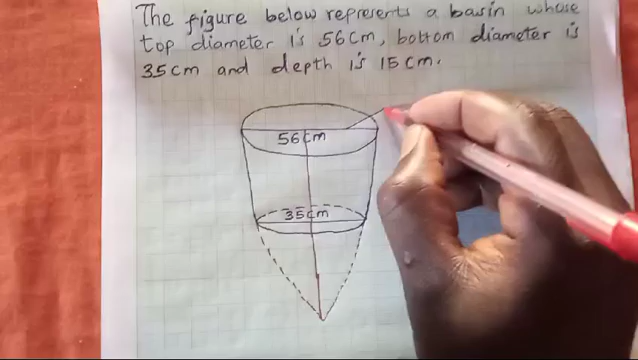 The figure below represents a basin whose
top diameter is 56cm, bottom diameter is
35cm and depth is 15cm.
56cm
35cm